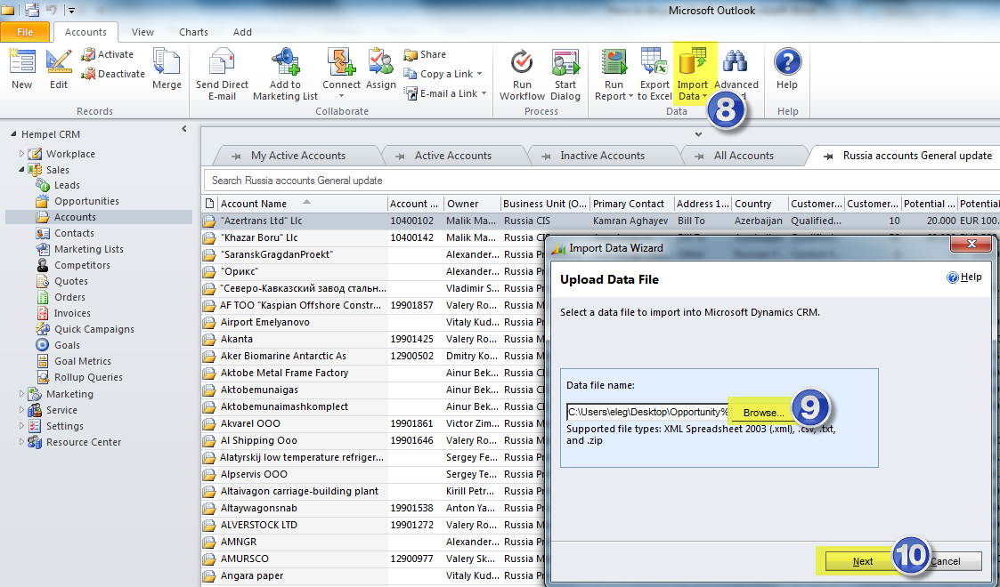 Microsoft Outlook
File
Accounts
View
Charts
Add
New
Edit
Activate
Deactivate
Merge
Send Direct
E-mail
Add to
Marketing List
Connect
Assign
Share
Copy a Link
E-mail a Link
Run
Workflow
Start
Dialog
Run
Report
Export
to Excel
Import
Data
Advanced
Help
8
Records
Collaborate
Process
Data
Help
Hempel CRM
Workplace
Sales
Leads
Opportunities
Accounts
Contacts
Marketing Lists
Competitors
Quotes
Orders
Invoices
Quick Campaigns
Goals
Goal Metrics
Rollup Queries
Marketing
Service
Settings
Resource Center
My Active Accounts
Active Accounts
Inactive Accounts
All Accounts
Russia accounts General update
Search Russia accounts General update
Account Name Account ... Owner Business Unit (O... Primary Contact Address 1... Country Customer... Customer... Potential ... Potential
"Azertrans Ltd" Llc 10400102 Malik Ma... Russia CIS Kamran Aghayev Bill To Azerbaijan Qualified... 10 20.000 EUR 100.
"Khazar Boru" Llc 10400142 Malik Ma... Russia CIS
"SaranskGragdanProekt" Alexander... Russia Pr
"Орикс" Alexander... Russia Pr
"Северо-Кавказский завод стальн... Vladimir S... Russia Pr
AF TOO "Kaspian Offshore Constr... 19901857 Valery Ro... Russia M
Airport Emelyanovo Vitaly Kud... Russia Pr
Akanta 19901425 Valery Ro... Russia M
Aker Biomarine Antarctic As 12900502 Dmitry Ko... Russia M
Aktobe Metal Frame Factory Ainur Bek... Russia CI
Aktobemunaigas Ainur Bek... Russia CI
Aktobemunaimashkomplect Ainur Bek... Russia CI
Akvarel OOO 19901861 Victor Zim... Russia Pr
Al Shipping Ooo 19901646 Valery Ro... Russia M
Alatyrskij low temperature refriger... Sergey Fe... Russia Pr
Alpservis OOO Sergey Te... Russia Pr
Altaivagon carriage-building plant Kirill Petr... Russia Pr
Altaywagonsnab 19901538 Anton Ya... Russia Pr
ALVERSTOCK LTD 19901272 Valery Ro... Russia M
AMNGR Alexander... Russia Pr
AMURSCO 12900977 Valery Sk... Russia M
Angara paper Vitaly Kud... Russia Pr
Import Data Wizard
Upload Data File
Help
Select a data file to import into Microsoft Dynamics CRM.
Data file name:
C:\Users\eleg\Desktop\Opportunity%
Browse...
9
Supported file types: XML Spreadsheet 2003 (.xml), .csv, .txt,
and .zip
Next
10
Cancel